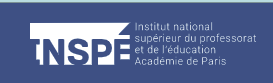 INSPÉ
Institut national
supérieur du professorat
et de l'éducation
Académie de Paris